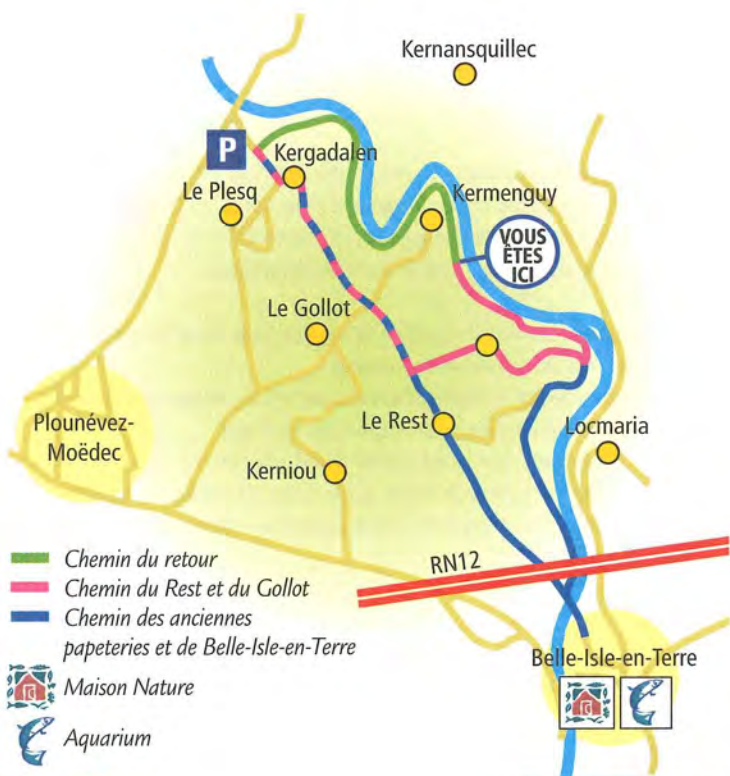 Kernansquillec
P
Kergadalen
Le Plesq
Kermenguy
VOUS
ÊTES
ICI
Le Gollot
Plounévez-
Moëdec
Le Rest
Locmaria
Kerniou
RN12
Chemin du retour
Chemin du Rest et du Gollot
Chemin des anciennes
papeteries et de Belle-Isle-en-Terre
Belle-Isle-en-Terre
Maison Nature
Aquarium